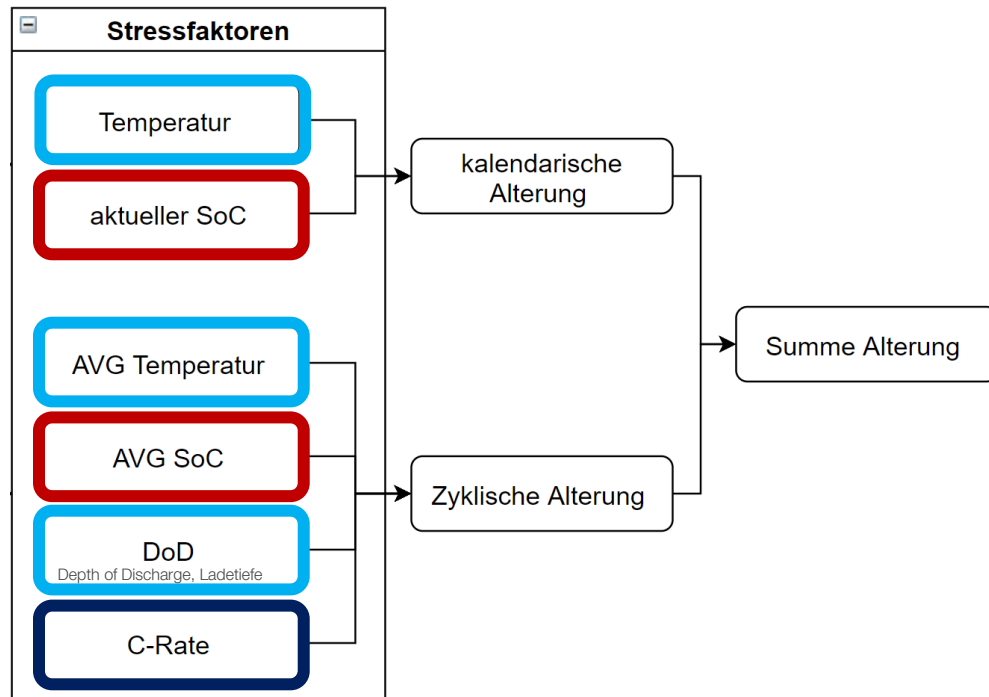 Stressfaktoren
Temperatur
aktueller SoC
kalendarische
Alterung
AVG Temperatur
AVG SoC
DoD
Depth of Discharge, Ladetiefe
C-Rate
Zyklische Alterung
Summe Alterung